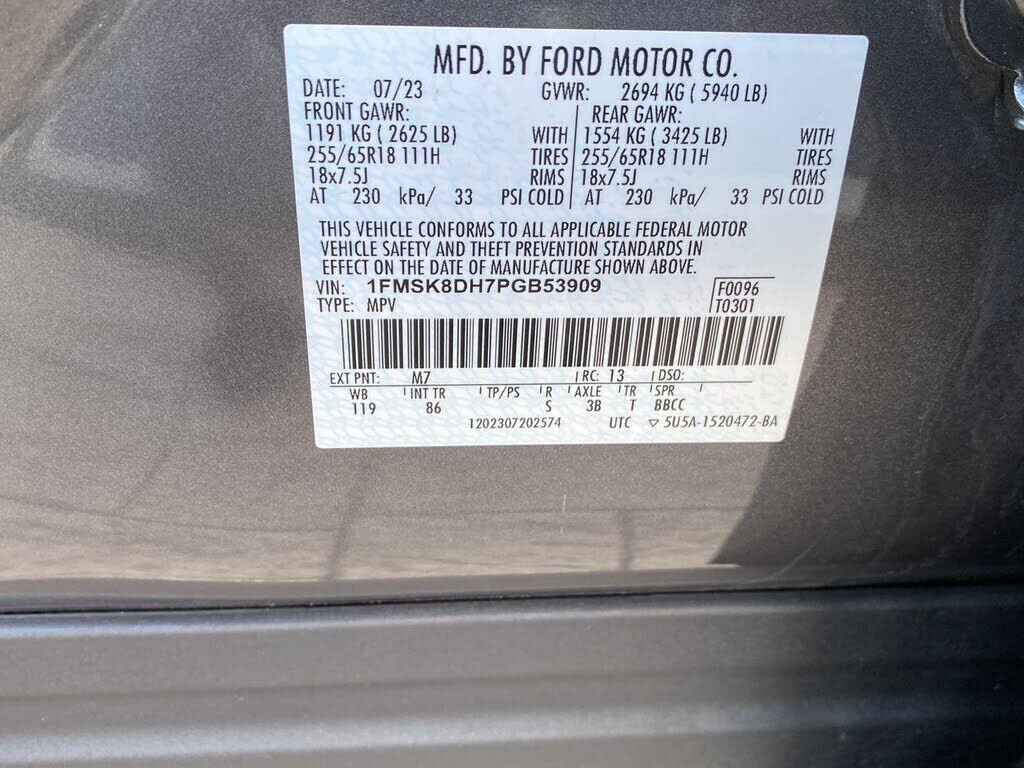 MFD. BY FORD MOTOR CO.
DATE: 07/23 GVWR: 2694 KG ( 5940 LB)
FRONT GAWR: REAR GAWR:
1191 KG ( 2625 LB) WITH 1554 KG ( 3425 LB) WITH
255/65R18 111H TIRES 255/65R18 111H TIRES
18x7.5J RIMS 18x7.5J RIMS
AT 230 kPa/ 33 PSI COLD AT 230 kPa/ 33 PSI COLD
THIS VEHICLE CONFORMS TO ALL APPLICABLE FEDERAL MOTOR
VEHICLE SAFETY AND THEFT PREVENTION STANDARDS IN
EFFECT ON THE DATE OF MANUFACTURE SHOWN ABOVE.
VIN: 1FMSK8DH7PGB53909 F0096
TYPE: MPV T0301
EXT PNT: M7 RC: 13 DSO:
WB INT TR TP/PS R AXLE TR SPR
119 86 S 3B T BBCC
1202307202574 UTC ▽ 5U5A-1520472-BA